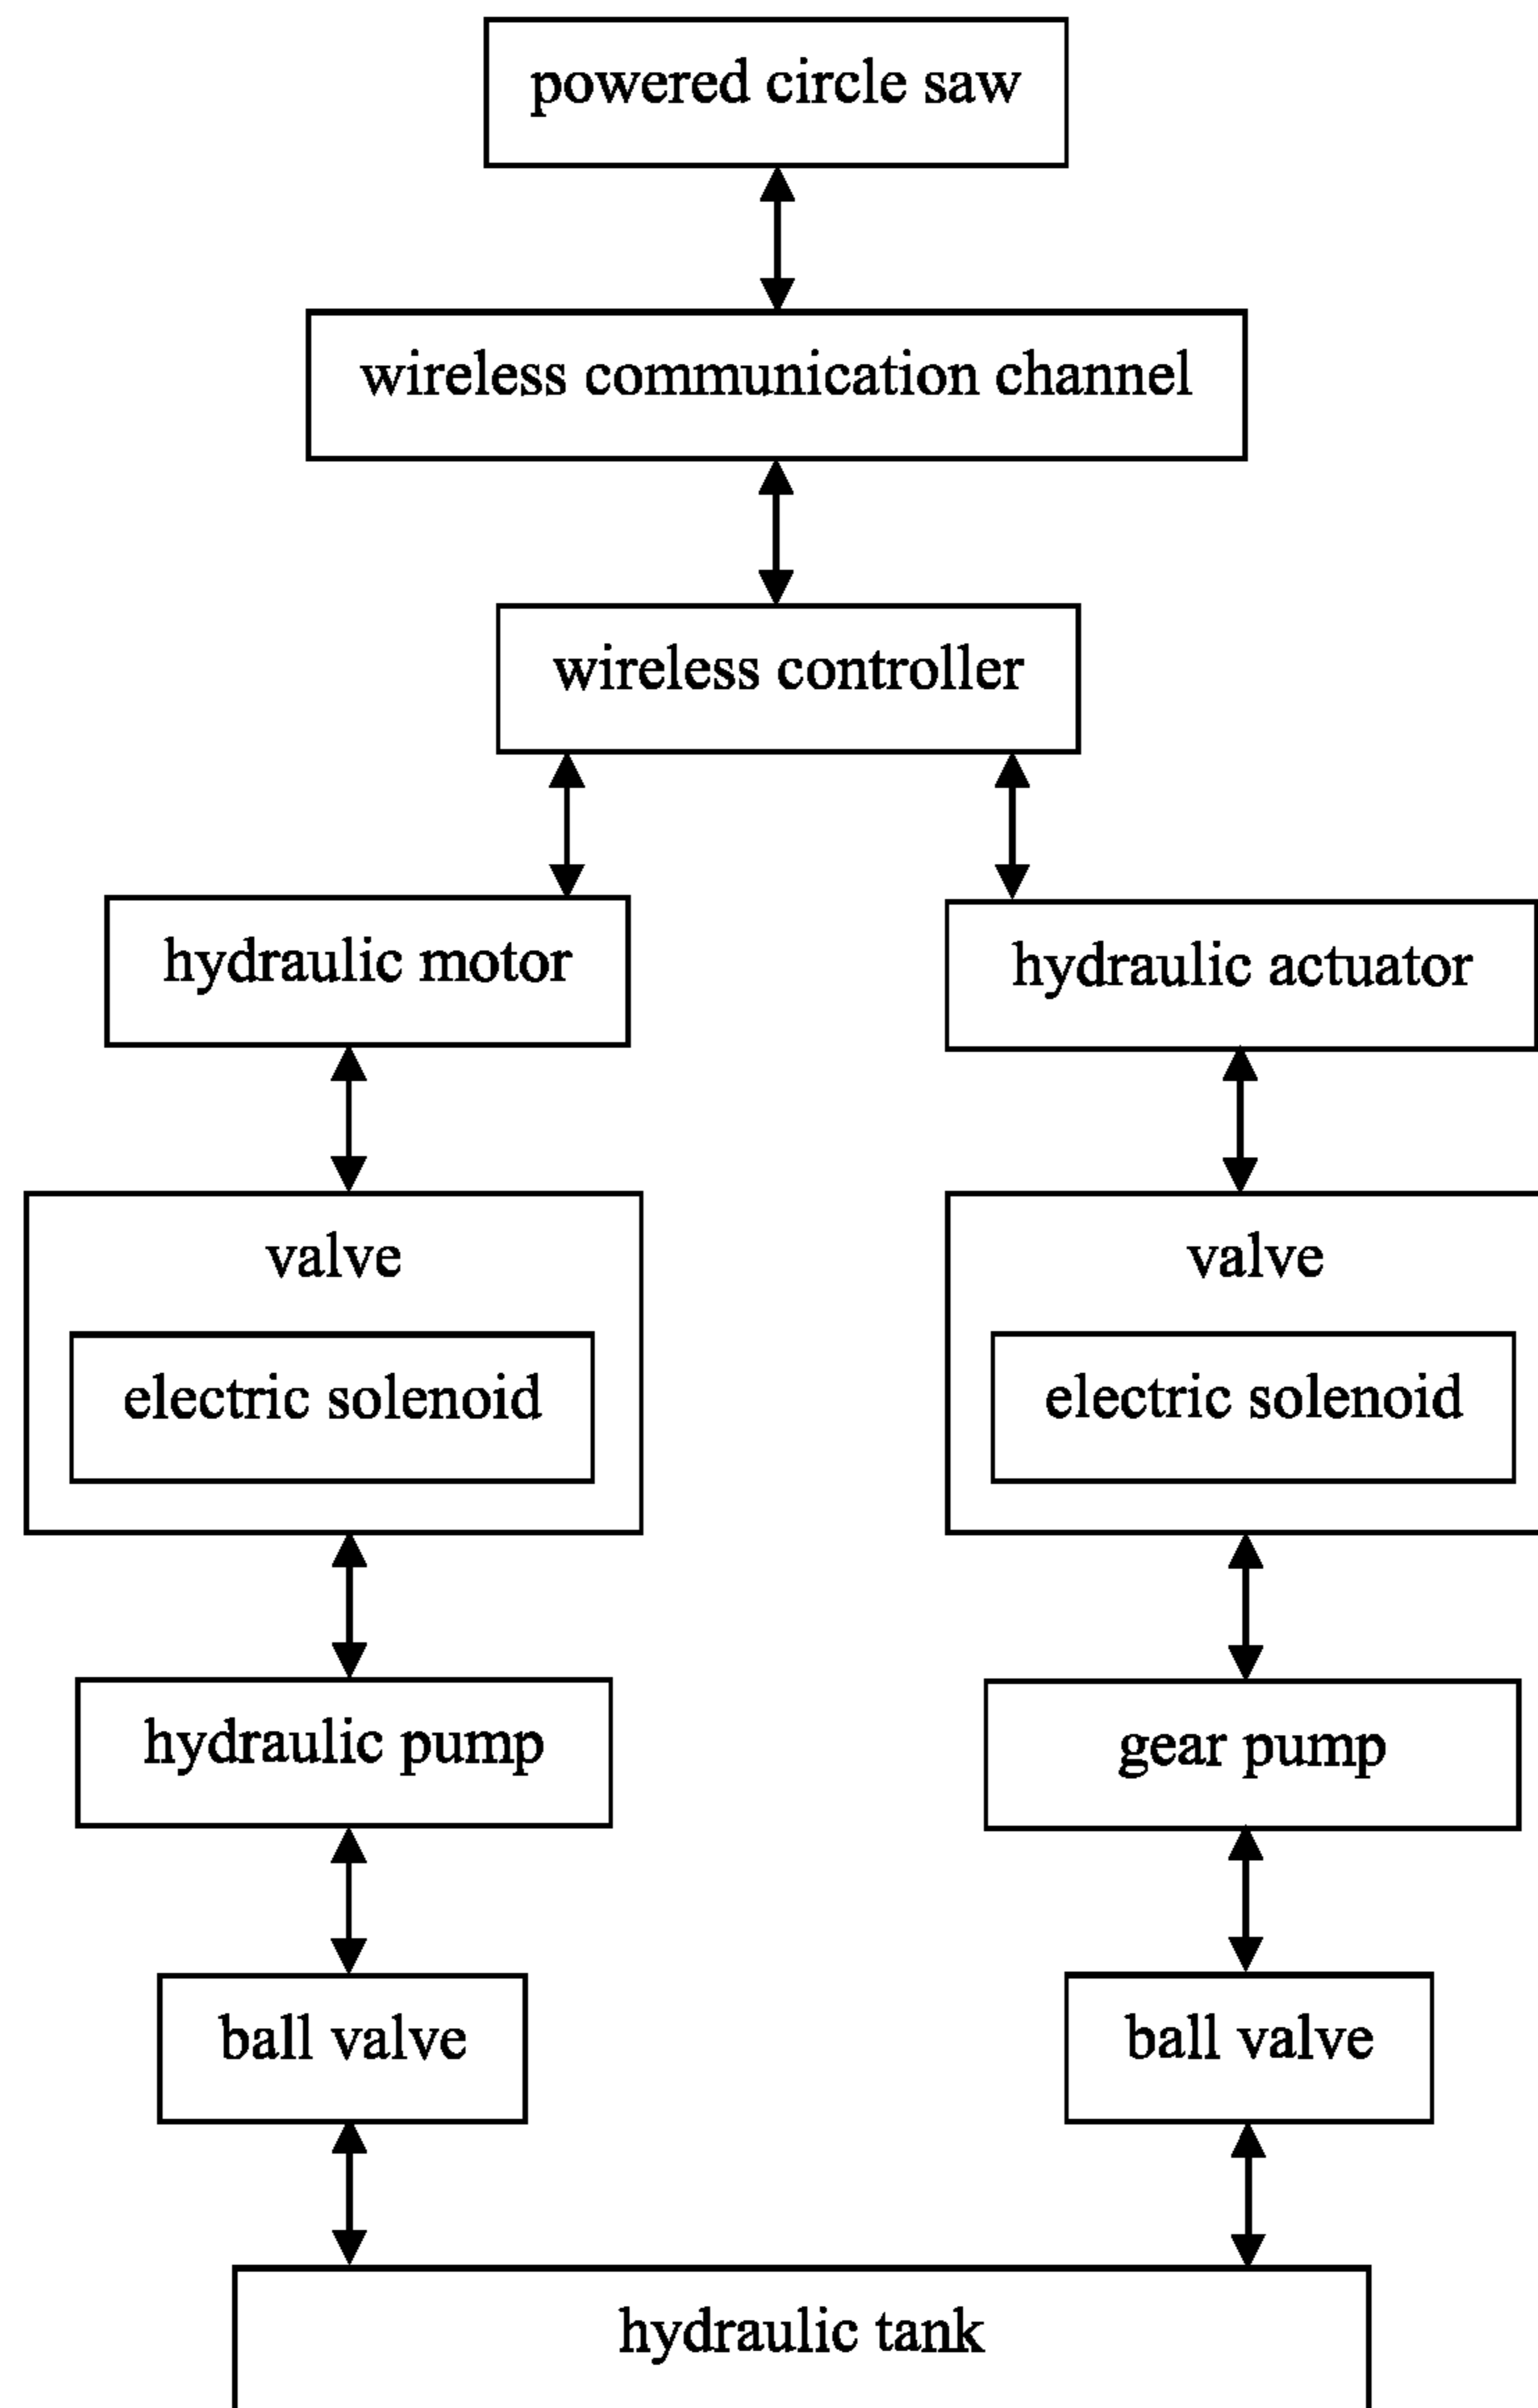 powered circle saw
wireless communication channel
wireless controller
hydraulic motor
hydraulic actuator
valve
valve
electric solenoid
electric solenoid
hydraulic pump
gear pump
ball valve
ball valve
hydraulic tank